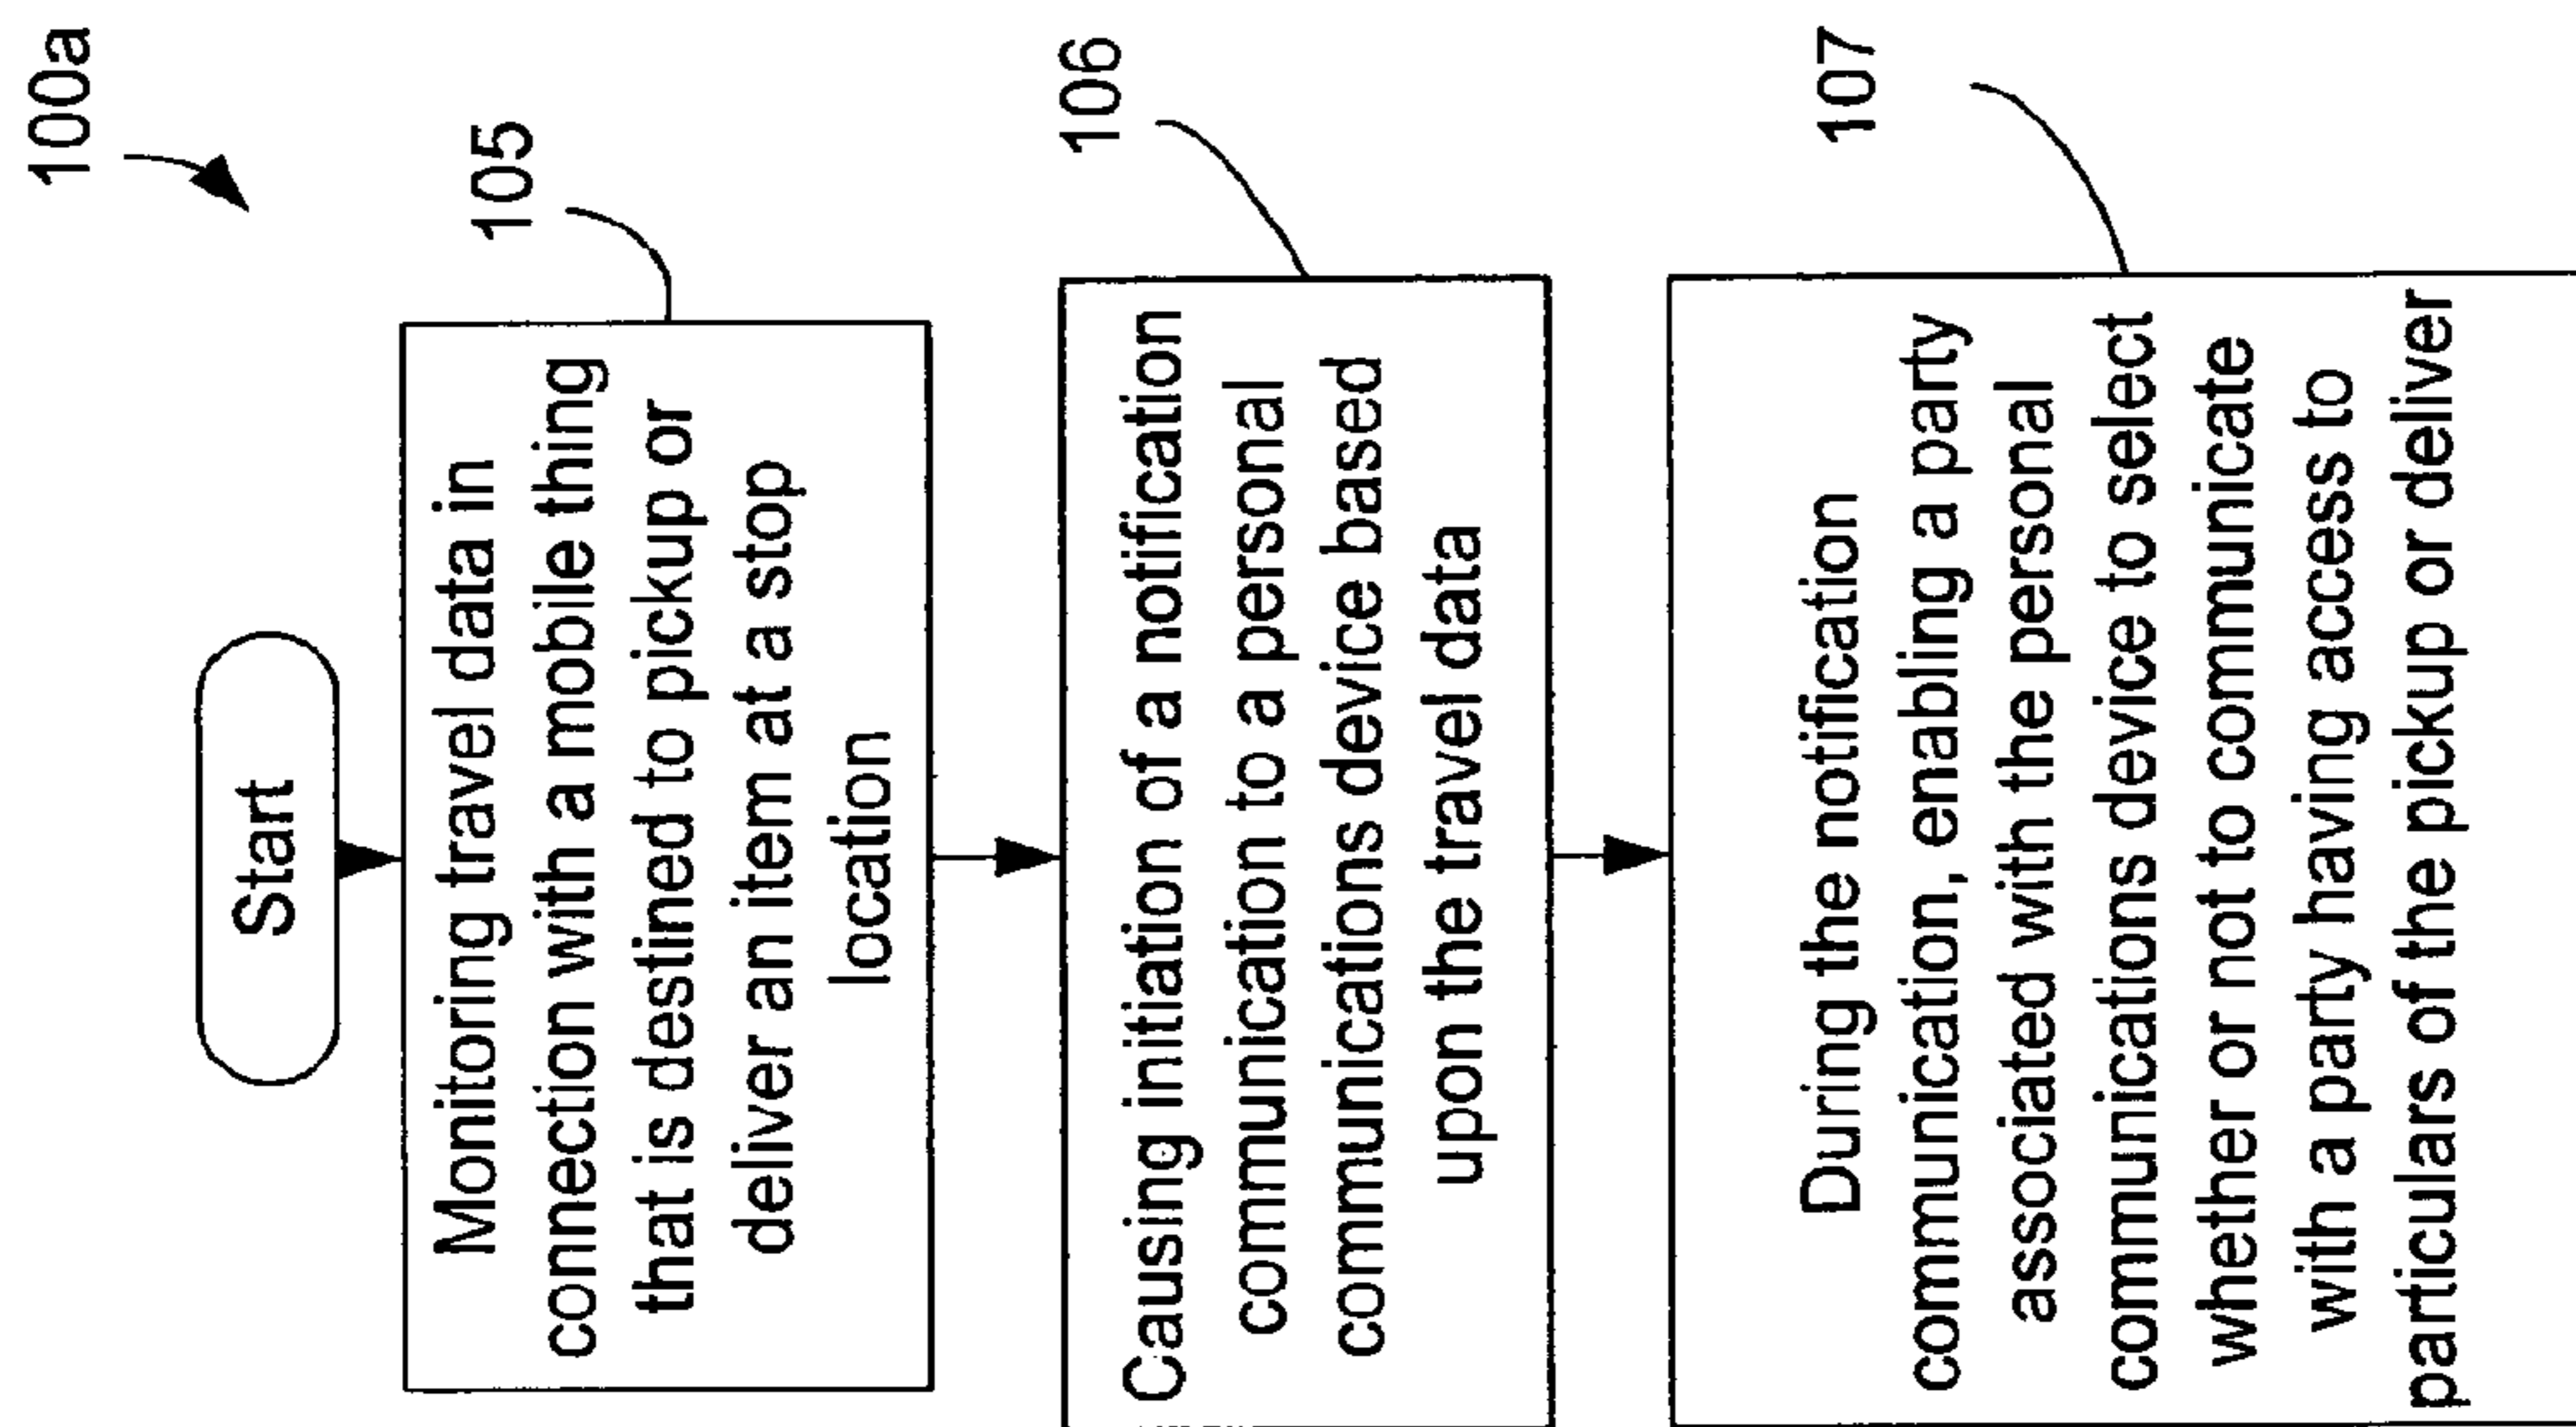 100a
Start
105
Monitoring travel data in
connection with a mobile thing
that is destined to pickup or
deliver an item at a stop
location
106
Causing initiation of a notification
communication to a personal
communications device based
upon the travel data
107
During the notification
communication, enabling a party
associated with the personal
communications device to select
whether or not to communicate
with a party having access to
particulars of the pickup or deliver